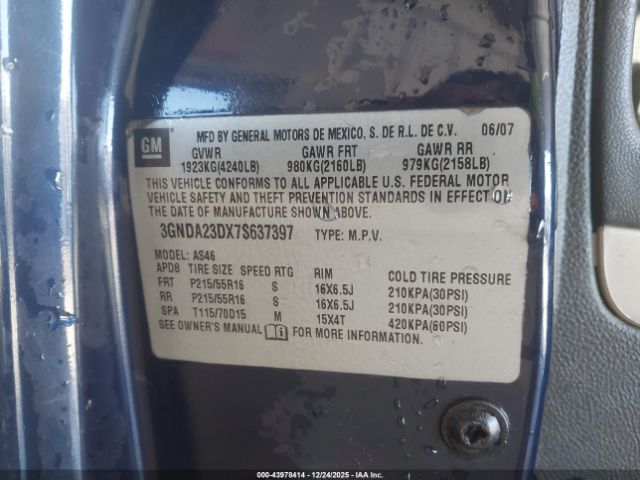 GM
MFD BY GENERAL MOTORS DE MEXICO, S. DE R.L. DE C.V. 06/07
GVWR GAWR FRT GAWR RR
1923KG(4240LB) 980KG(2160LB) 979KG(2158LB)
THIS VEHICLE CONFORMS TO ALL APPLICABLE U.S. FEDERAL MOTOR
VEHICLE SAFETY AND THEFT PREVENTION STANDARDS IN EFFECT ON
THE DATE OF MANUFACTURE SHOWN ABOVE.
3GNDA23DX7S637397 TYPE: M.P.V.
MODEL: AS46
APDB TIRE SIZE SPEED RTG RIM COLD TIRE PRESSURE
FRT P215/55R16 S 16X6.5J 210KPA(30PSI)
RR P215/55R16 S 16X6.5J 210KPA(30PSI)
SPA T115/70D15 M 15X4T 420KPA(60PSI)
SEE OWNER'S MANUAL FOR MORE INFORMATION.
000-43978414 - 12/24/2025 - IAA Inc.